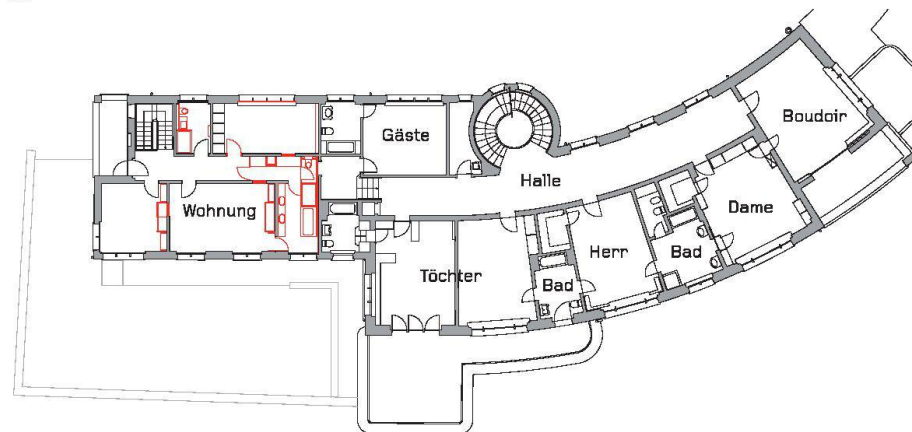 Boudoir
Gäste
Halle
Wohnung
Dame
Herr
Bad
Töchter
Bad